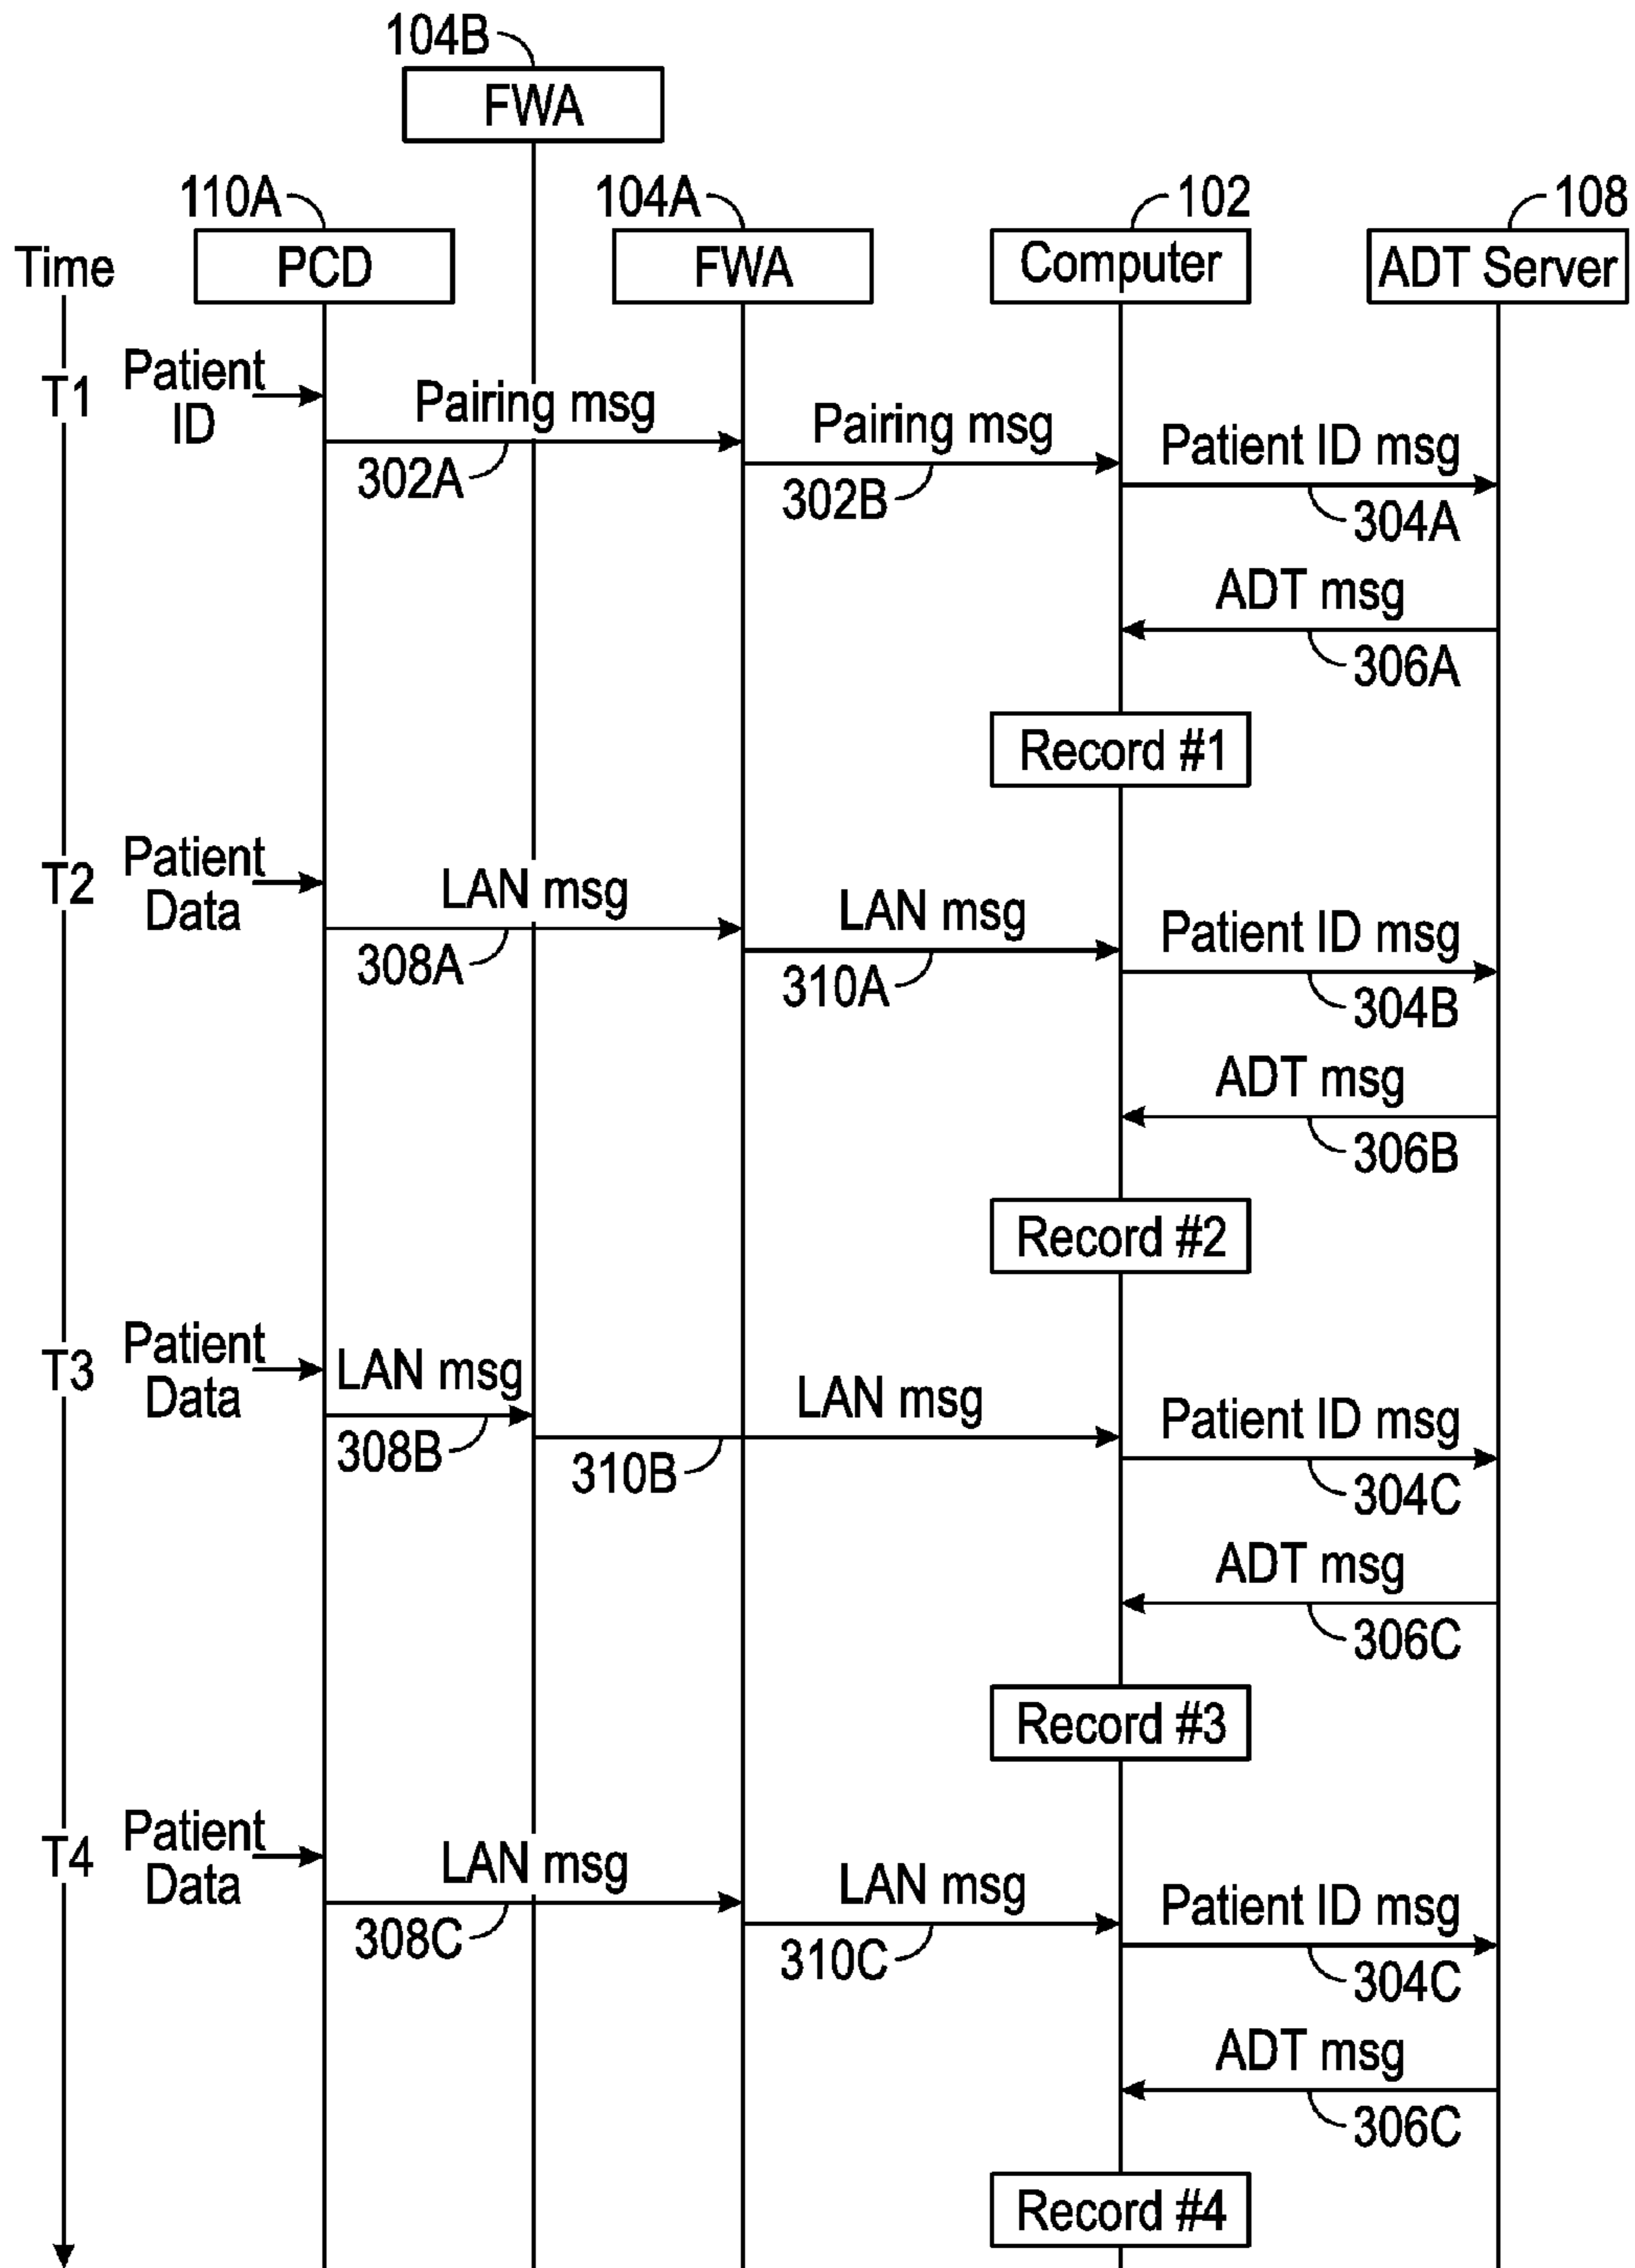 104B
FWA
110A
104A
102
108
Time
PCD
FWA
Computer
ADT Server
T1
Patient
ID
Pairing msg
302A
Pairing msg
302B
Patient ID msg
304A
ADT msg
306A
Record #1
T2
Patient
Data
LAN msg
308A
LAN msg
310A
Patient ID msg
304B
ADT msg
306B
Record #2
T3
Patient
Data
LAN msg
308B
LAN msg
310B
Patient ID msg
304C
ADT msg
306C
Record #3
T4
Patient
Data
LAN msg
308C
LAN msg
310C
Patient ID msg
304C
ADT msg
306C
Record #4